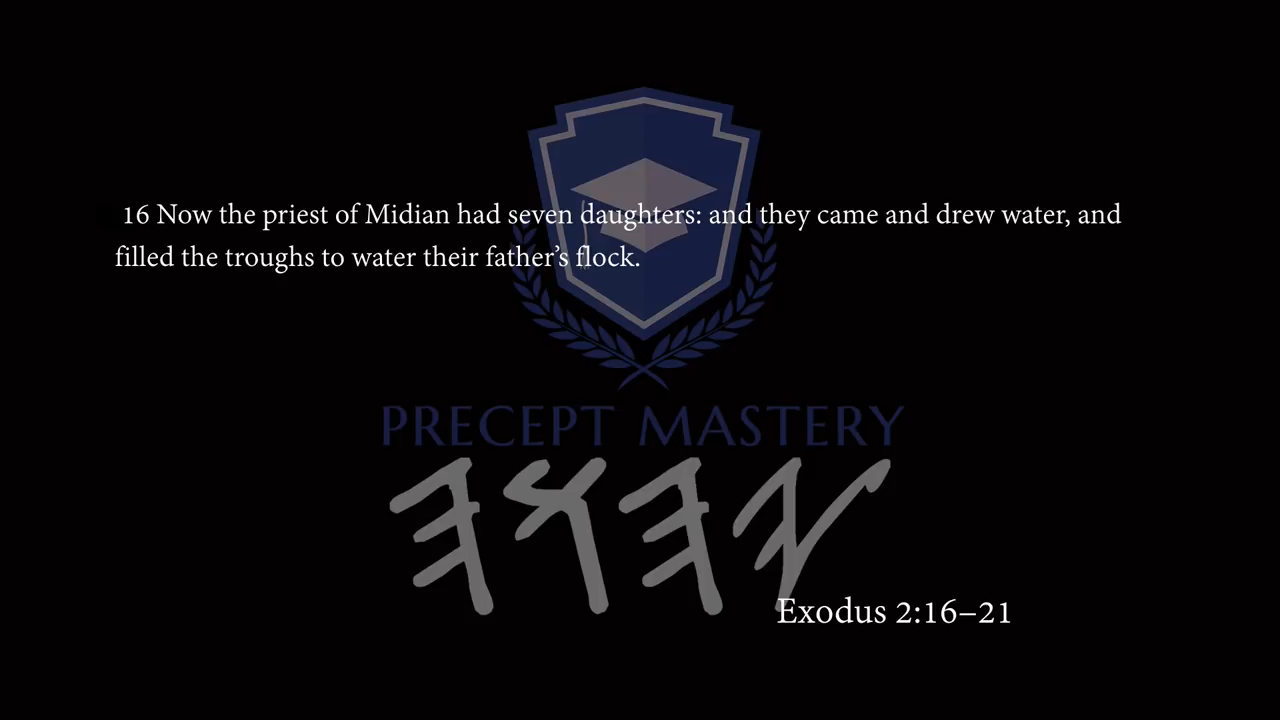 16 Now the priest of Midian had seven daughters: and they came and drew water, and
filled the troughs to water their father’s flock.
PRECEPT MASTERY
𐤉𐤄𐤅𐤄
Exodus 2:16–21